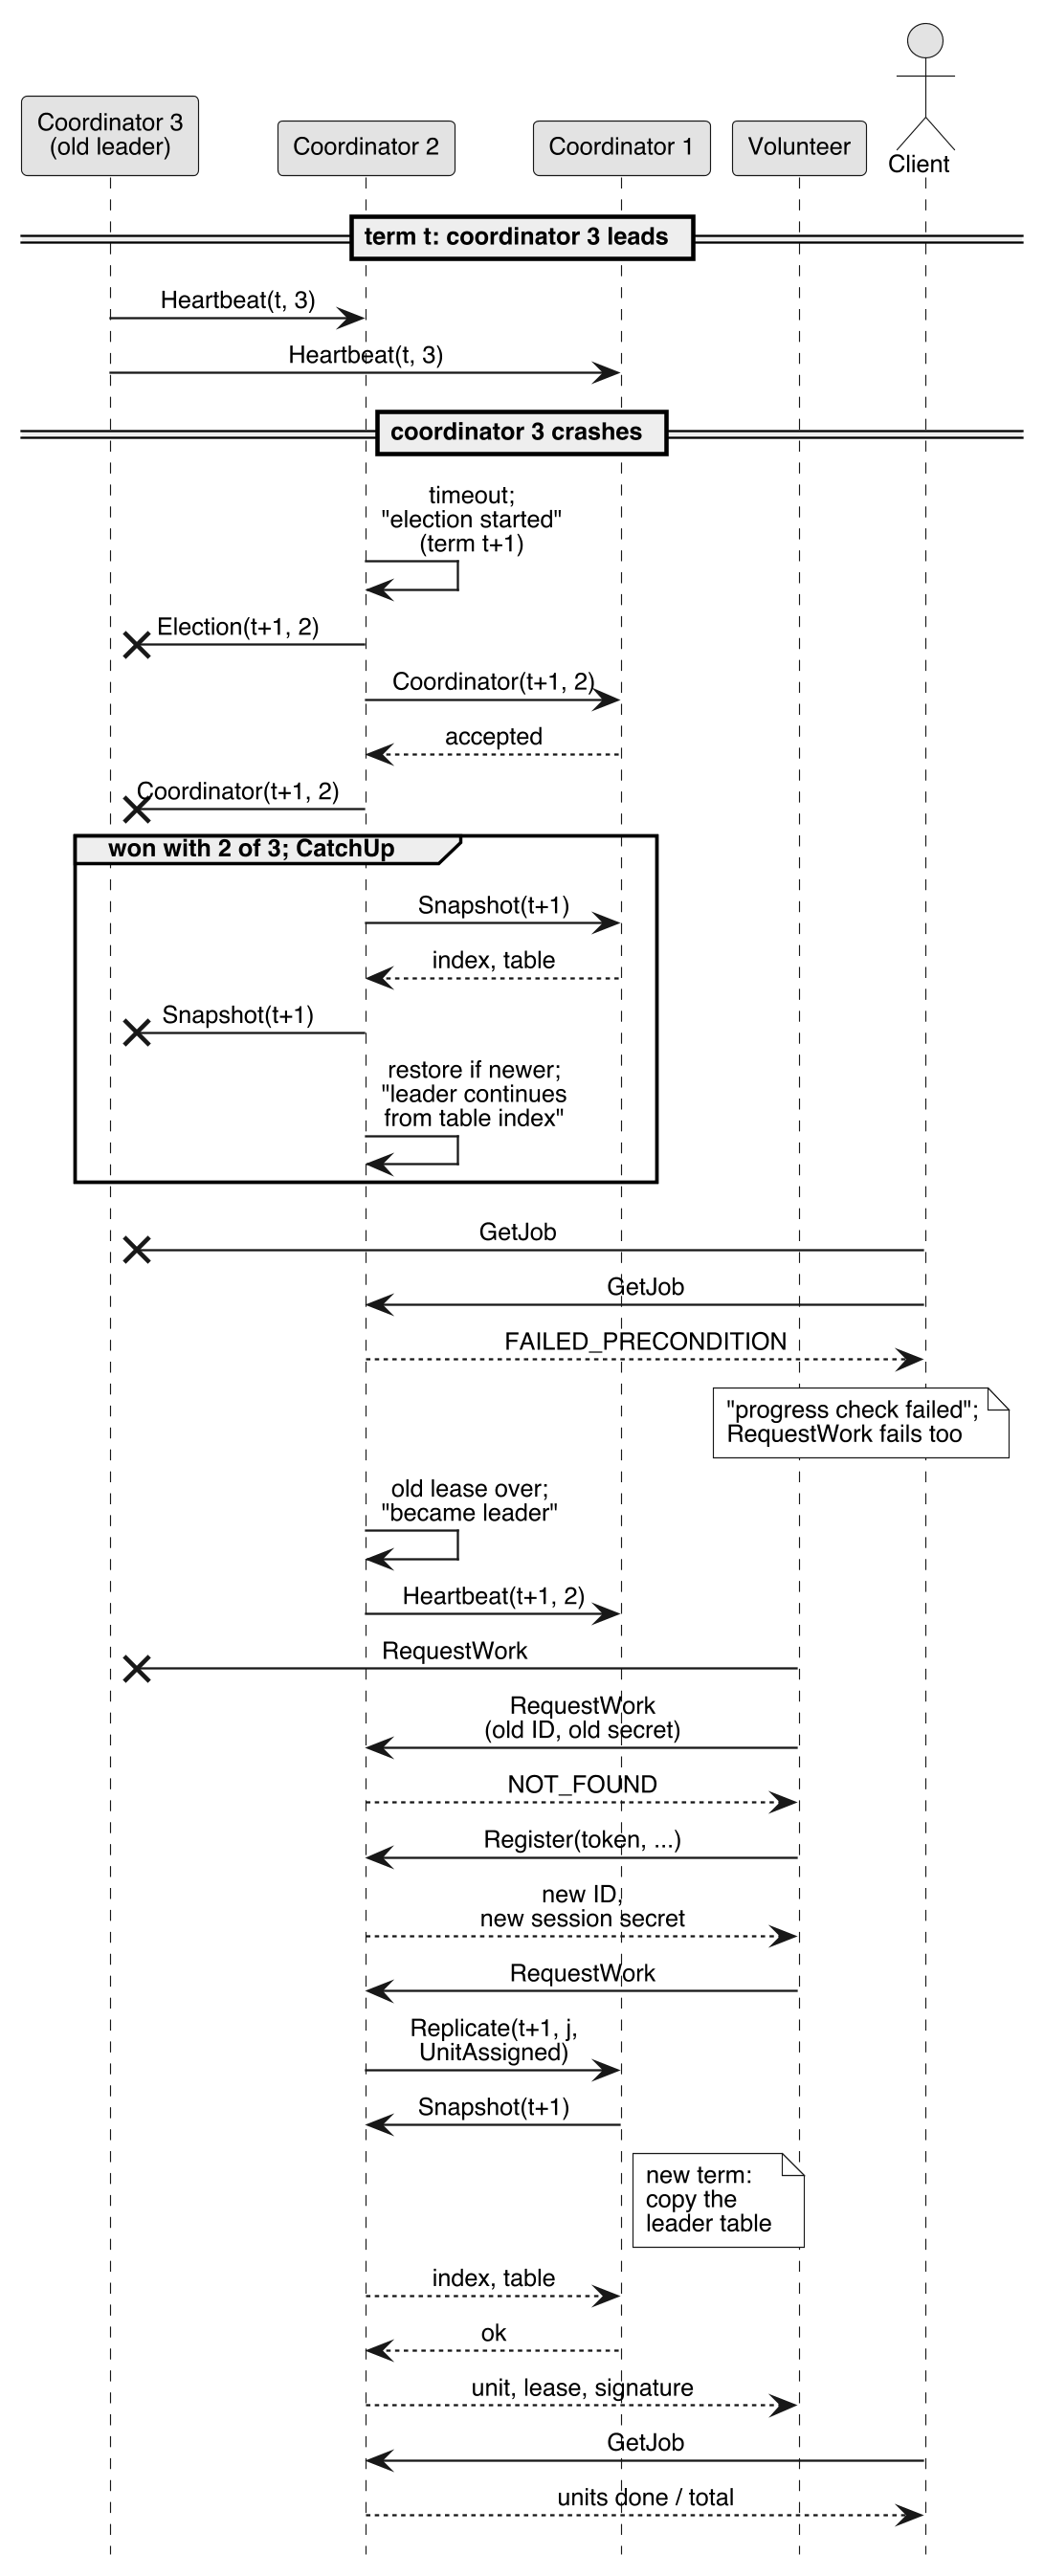 Client
Coordinator 3
(old leader)
Coordinator 2
Coordinator 1
Volunteer
term t: coordinator 3 leads
Heartbeat(t, 3)
Heartbeat(t, 3)
coordinator 3 crashes
timeout;
"election started"
(term t+1)
Election(t+1, 2)
Coordinator(t+1, 2)
accepted
Coordinator(t+1, 2)
won with 2 of 3; CatchUp
Snapshot(t+1)
index, table
Snapshot(t+1)
restore if newer;
"leader continues
from table index"
GetJob
GetJob
FAILED_PRECONDITION
"progress check failed";
RequestWork fails too
old lease over;
"became leader"
Heartbeat(t+1, 2)
RequestWork
RequestWork
(old ID, old secret)
NOT_FOUND
Register(token, ...)
new ID,
new session secret
RequestWork
Replicate(t+1, j,
UnitAssigned)
Snapshot(t+1)
new term:
copy the
leader table
index, table
ok
unit, lease, signature
GetJob
units done / total